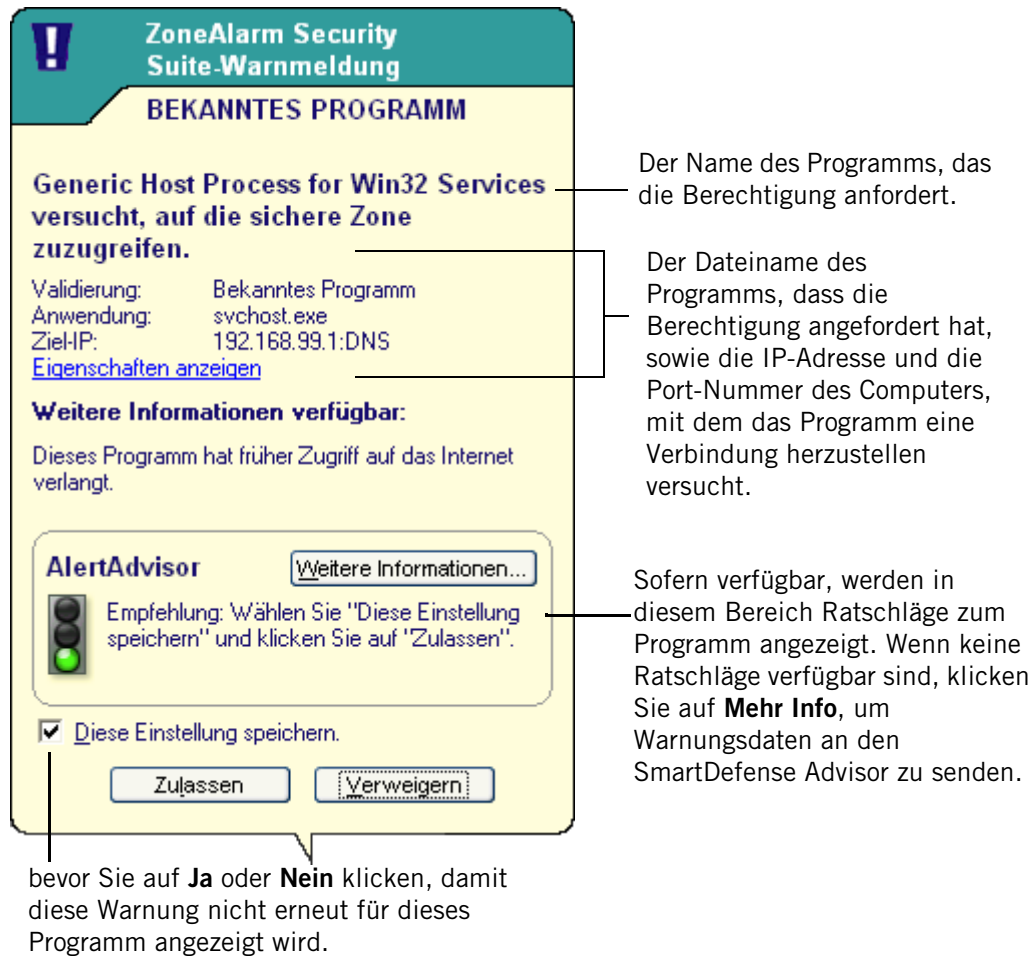 ZoneAlarm Security
Suite-Warnmeldung
BEKANNTES PROGRAMM
Generic Host Process for Win32 Services
versucht, auf die sichere Zone
zuzugreifen.
Validierung: Bekanntes Programm
Anwendung: svchost.exe
Ziel-IP: 192.168.99.1:DNS
Eigenschaften anzeigen
Weitere Informationen verfügbar:
Dieses Programm hat früher Zugriff auf das Internet
verlangt.
AlertAdvisor
Weitere Informationen...
Empfehlung: Wählen Sie "Diese Einstellung
speichern" und klicken Sie auf "Zulassen".
Diese Einstellung speichern.
Zulassen
Verweigern
Der Name des Programms, das
die Berechtigung anfordert.
Der Dateiname des
Programms, dass die
Berechtigung angefordert hat,
sowie die IP-Adresse und die
Port-Nummer des Computers,
mit dem das Programm eine
Verbindung herzustellen
versucht.
Sofern verfügbar, werden in
diesem Bereich Ratschläge zum
Programm angezeigt. Wenn keine
Ratschläge verfügbar sind, klicken
Sie auf Mehr Info, um
Warnungsdaten an den
SmartDefense Advisor zu senden.
bevor Sie auf Ja oder Nein klicken, damit
diese Warnung nicht erneut für dieses
Programm angezeigt wird.